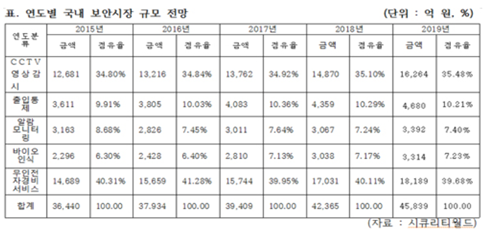 표. 연도별 국내 보안시장 규모 전망 (단위 : 억 원, %)
연도 2015년 2016년 2017년 2018년 2019년
분류 금액 점유율 금액 점유율 금액 점유율 금액 점유율 금액 점유율
CCTV
영상감시 12,681 34.80% 13,216 34.84% 13,762 34.92% 14,870 35.10% 16,264 35.48%
출입통제 3,611 9.91% 3,805 10.03% 4,083 10.36% 4,359 10.29% 4,680 10.21%
알람
모니터링 3,163 8.68% 2,826 7.45% 3,011 7.64% 3,067 7.24% 3,392 7.40%
바이오
인식 2,296 6.30% 2,428 6.40% 2,810 7.13% 3,038 7.17% 3,314 7.23%
무인전
자경비
서비스 14,689 40.31% 15,659 41.28% 15,744 39.95% 17,031 40.11% 18,189 39.68%
합계 36,440 100.00 37.934 100.00 39,409 100.00 42,365 100.00 45,839 100.00
(자료 : 시큐리티월드)